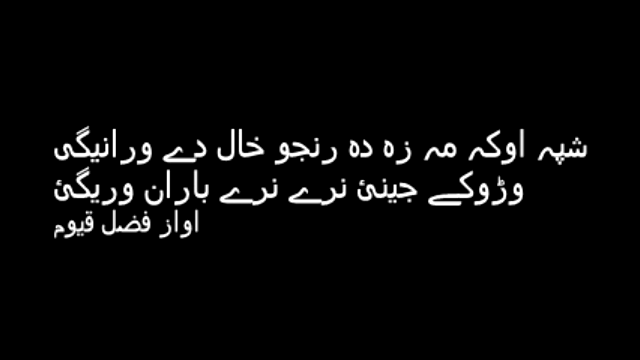 شپہ اوکہ مہ زہ دہ رنجو خال دے ورانیگی
وڑوکے جینئ نرے نرے باران وریگئ
اواز فضل قیوم